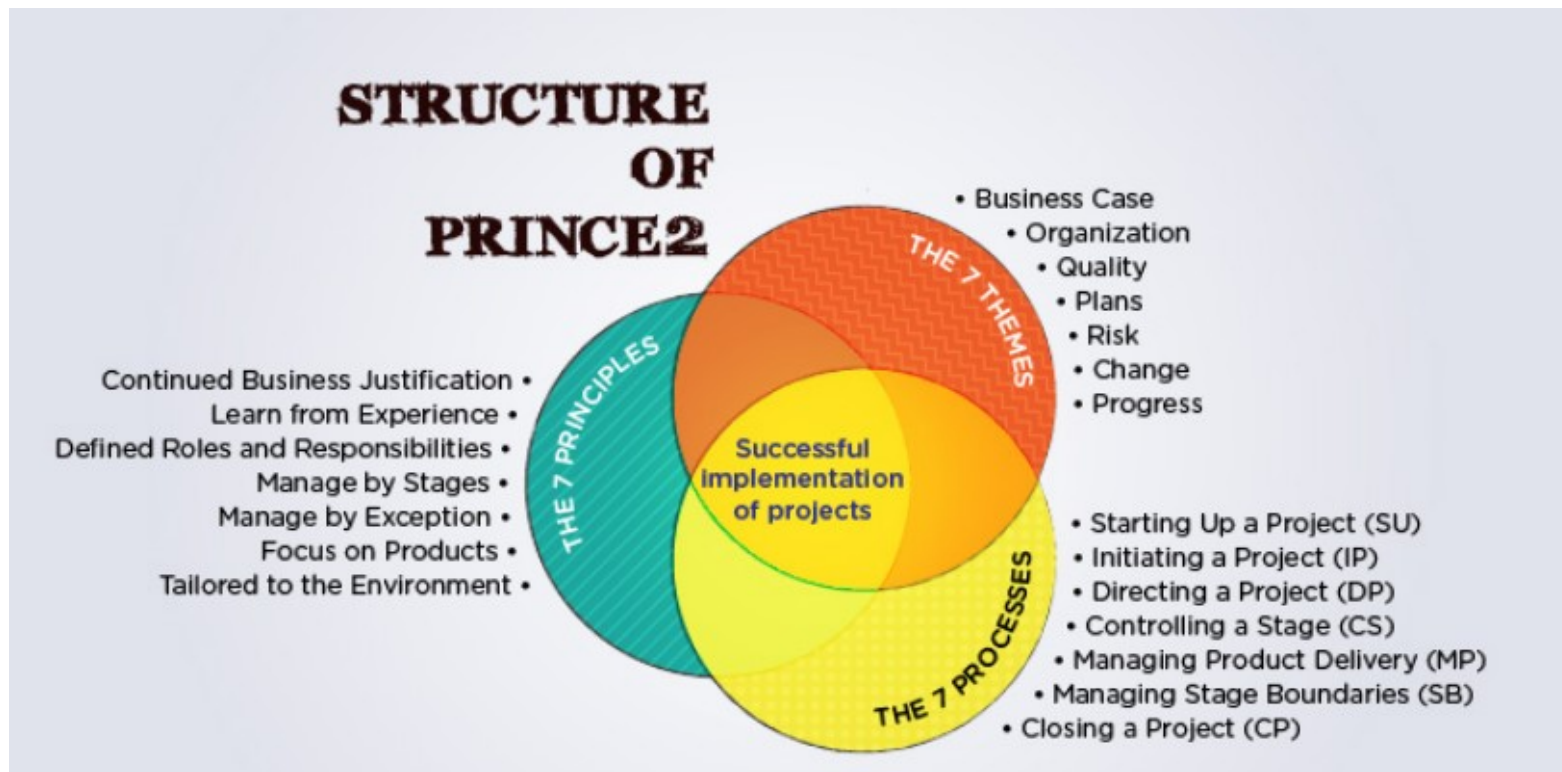 STRUCTURE
OF
PRINCE2
THE 7 PRINCIPLES
Continued Business Justification •
Learn from Experience •
Defined Roles and Responsibilities •
Manage by Stages •
Manage by Exception •
Focus on Products •
Tailored to the Environment •
THE 7 THEMES
• Business Case
• Organization
• Quality
• Plans
• Risk
• Change
• Progress
Successful
implementation
of projects
THE 7 PROCESSES
• Starting Up a Project (SU)
• Initiating a Project (IP)
• Directing a Project (DP)
• Controlling a Stage (CS)
• Managing Product Delivery (MP)
• Managing Stage Boundaries (SB)
• Closing a Project (CP)